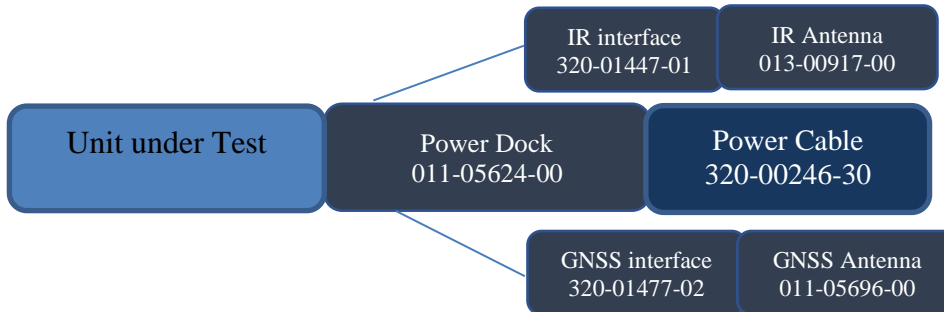 IR interface
320-01447-01
IR Antenna
013-00917-00
Unit under Test
Power Dock
011-05624-00
Power Cable
320-00246-30
GNSS interface
320-01477-02
GNSS Antenna
011-05696-00